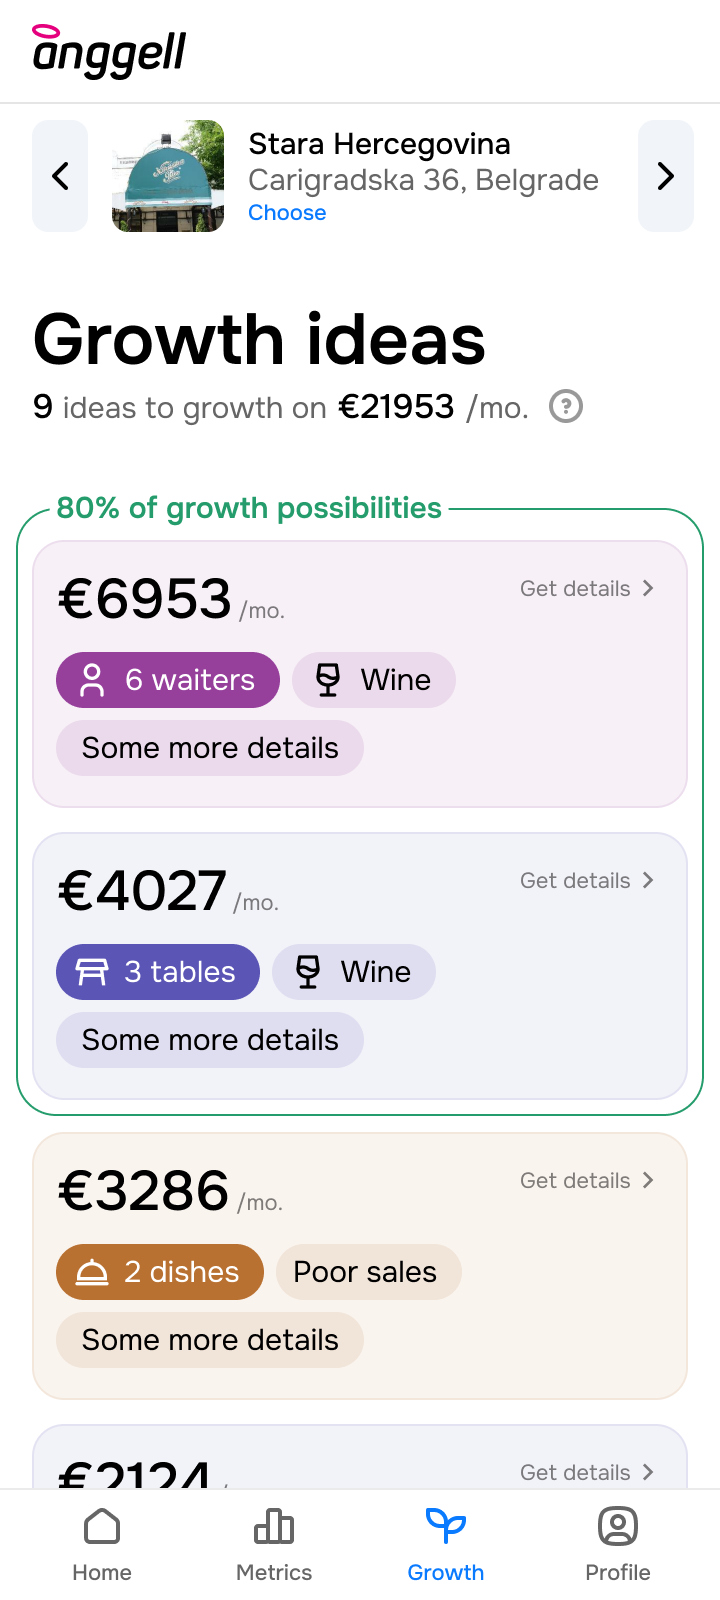 anggell
Stara Hercegovina
Carigradska 36, Belgrade
Choose
Growth ideas
9 ideas to growth on €21953 /mo.
80% of growth possibilities
€6953 /mo.
Get details
6 waiters
Wine
Some more details
€4027 /mo.
Get details
3 tables
Wine
Some more details
€3286 /mo.
Get details
2 dishes
Poor sales
Some more details
€2124
Get details
Home
Metrics
Growth
Profile